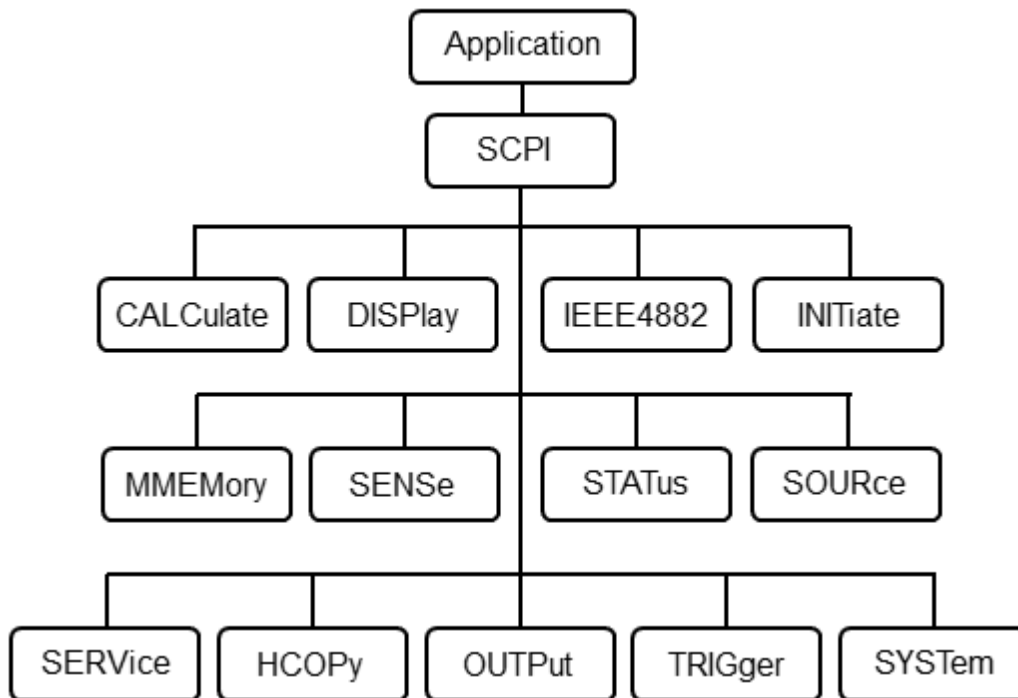 Application
SCPI
CALCulate
DISPlay
IEEE4882
INITiate
MMEMory
SENSe
STATus
SOURce
SERVice
HCOPy
OUTPut
TRIGger
SYSTem